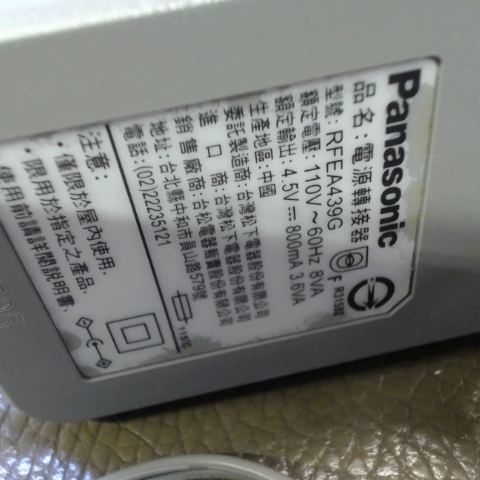 Panasonic
品名:電源轉接器
型號:RFEA439G
額定電壓:110V~60Hz 8VA
額定輸出:4.5V⎓800mA 3.6VA
生產地區:中國
委託製造商:台灣松下電器股份有限公司
進口商:台灣松下電器股份有限公司
銷售廠商:台松電器販賣股份有限公司
地址:台北縣中和市員山路579號
電話:(02)22235121
注意:
·僅限於屋內使用.
·限用於指定之產品.
使用前請詳閱說明書.
115℃